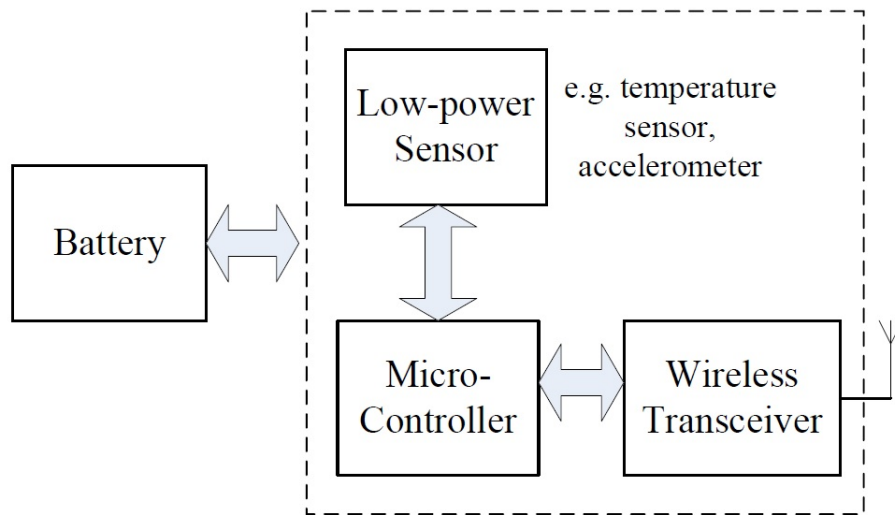 Low-power
Sensor
e.g. temperature
sensor,
accelerometer
Battery
Micro-
Controller
Wireless
Transceiver